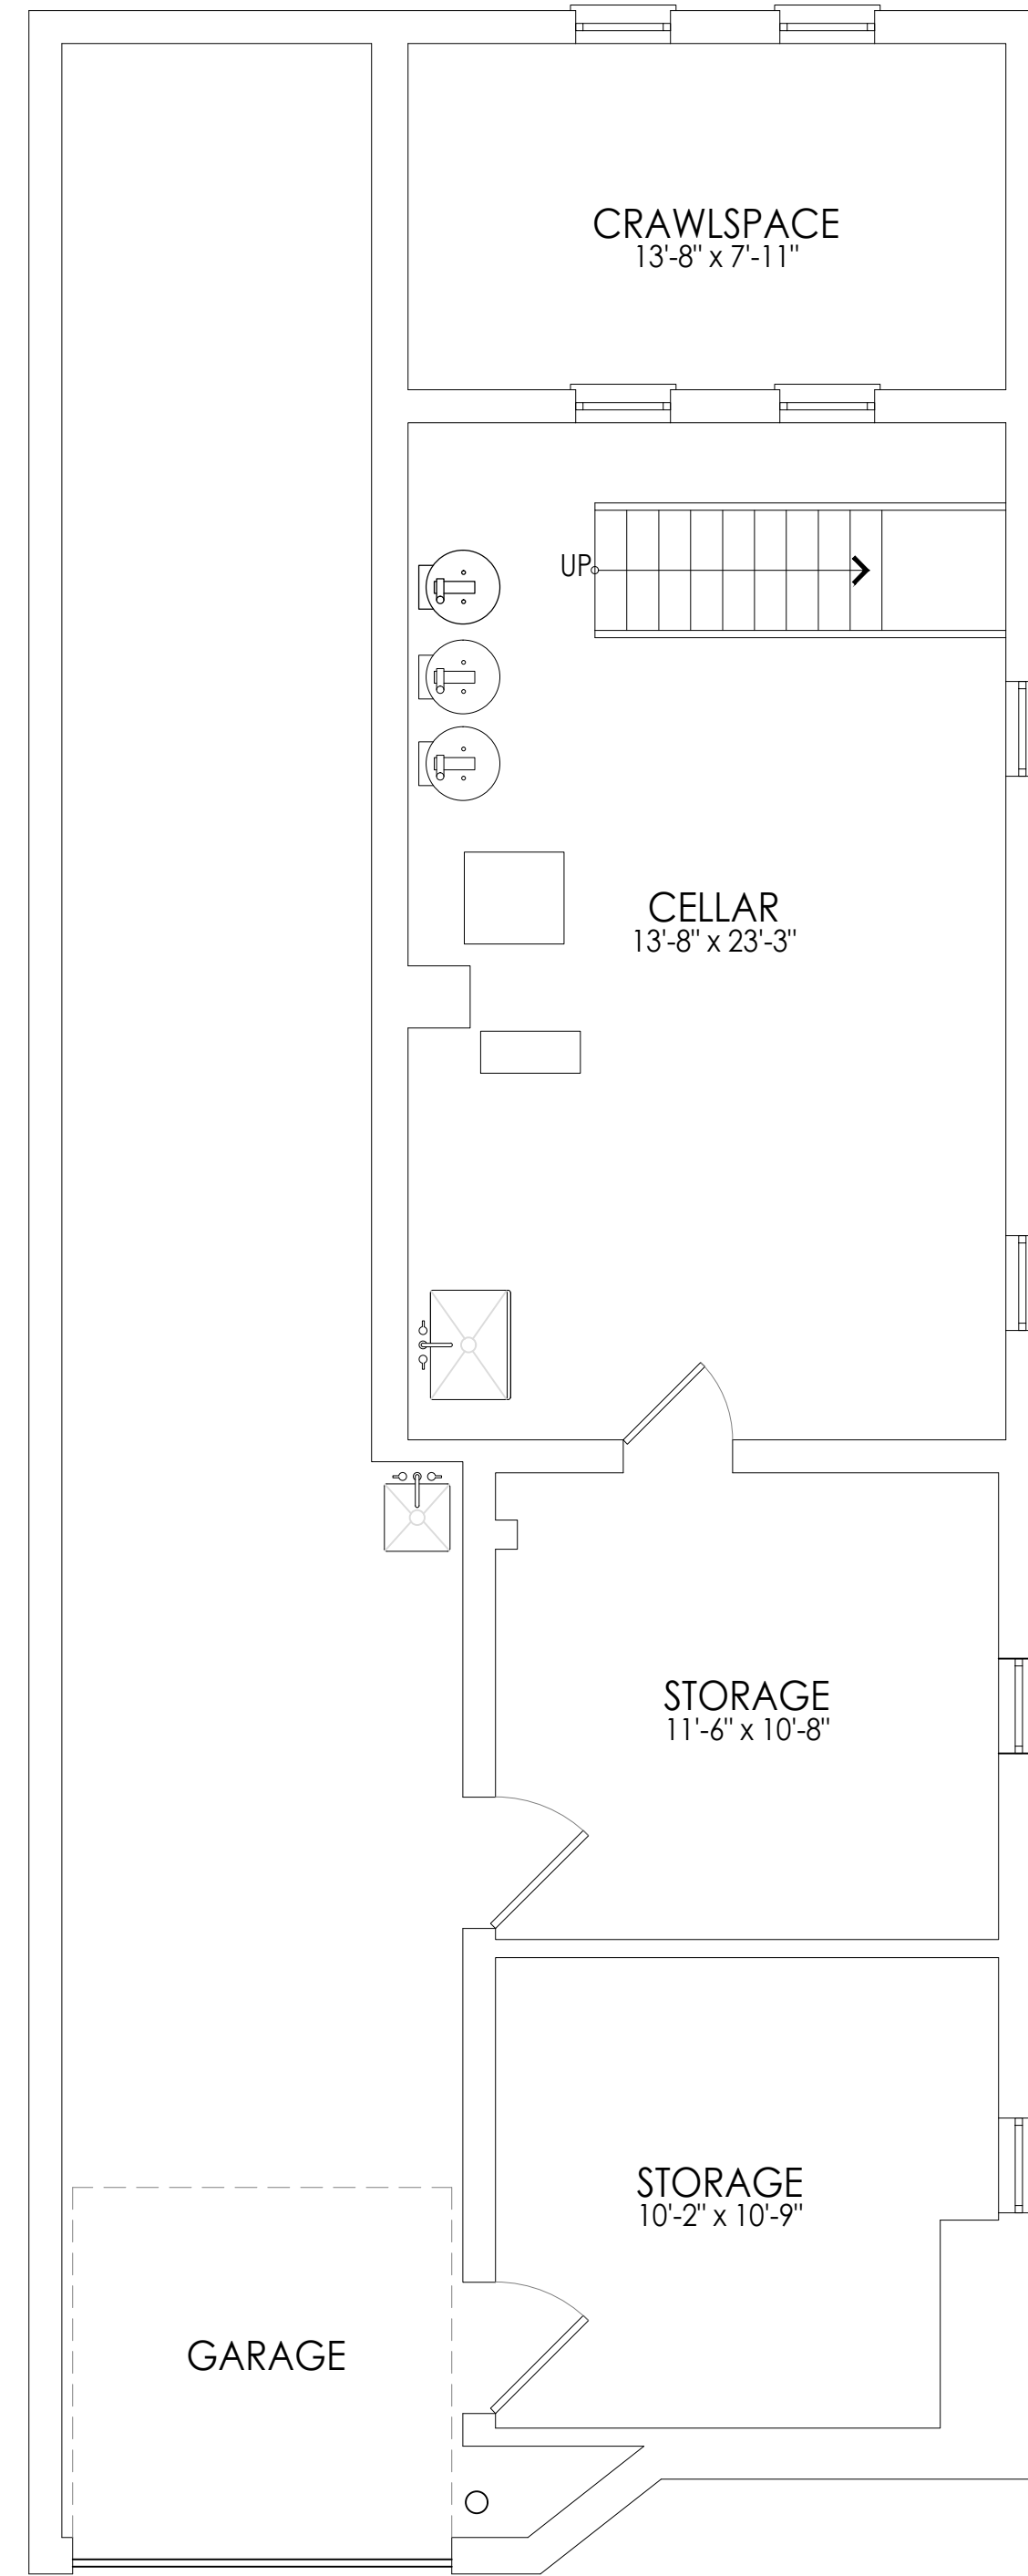 CRAWLSPACE
13'-8" x 7'-11"
UP
CELLAR
13'-8" x 23'-3"
STORAGE
11'-6" x 10'-8"
STORAGE
10'-2" x 10'-9"
GARAGE